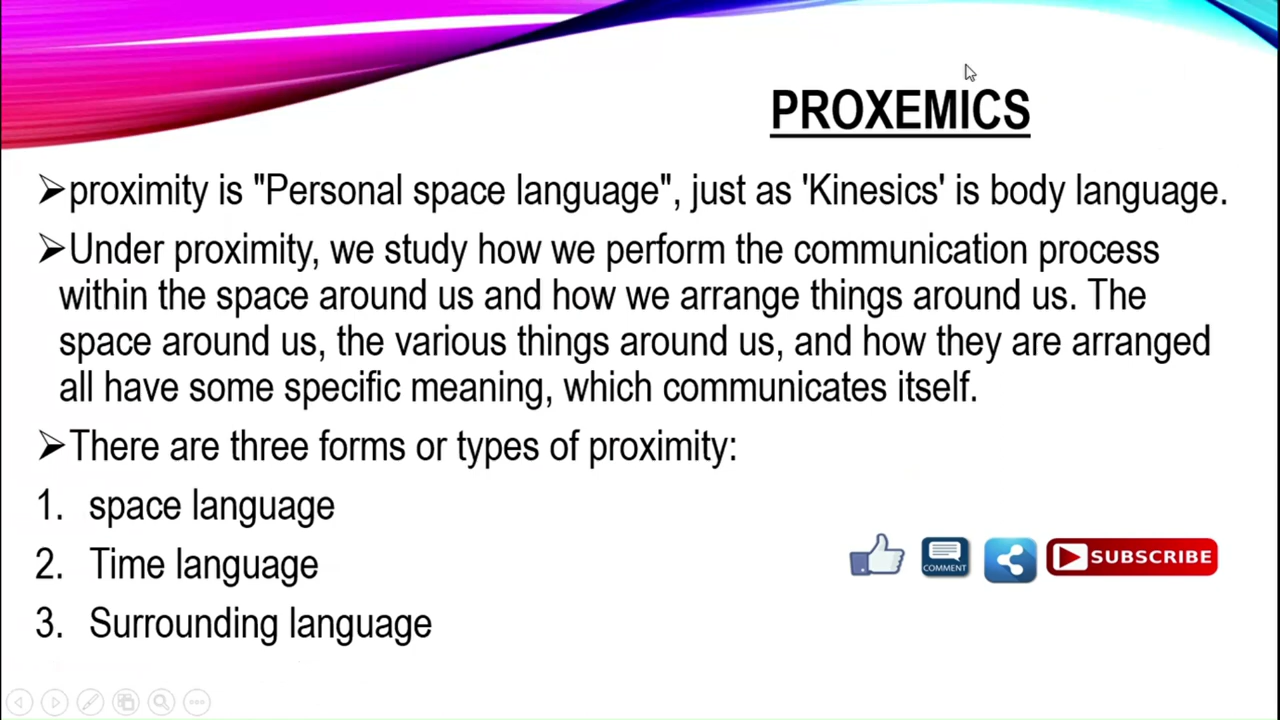 PROXEMICS
➢proximity is "Personal space language", just as 'Kinesics' is body language.
➢Under proximity, we study how we perform the communication process
within the space around us and how we arrange things around us. The
space around us, the various things around us, and how they are arranged
all have some specific meaning, which communicates itself.
➢There are three forms or types of proximity:
1. space language
2. Time language
COMMENT
SUBSCRIBE
3. Surrounding language